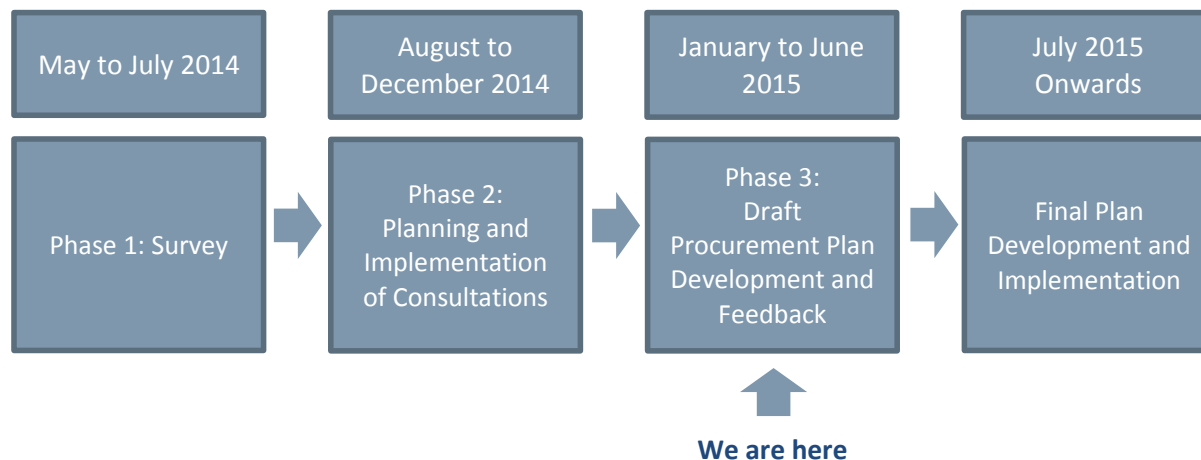 May to July 2014
August to
December 2014
January to June
2015
July 2015
Onwards
Phase 1: Survey
Phase 2:
Planning and
Implementation
of Consultations
Phase 3:
Draft
Procurement Plan
Development and
Feedback
Final Plan
Development and
Implementation
We are here